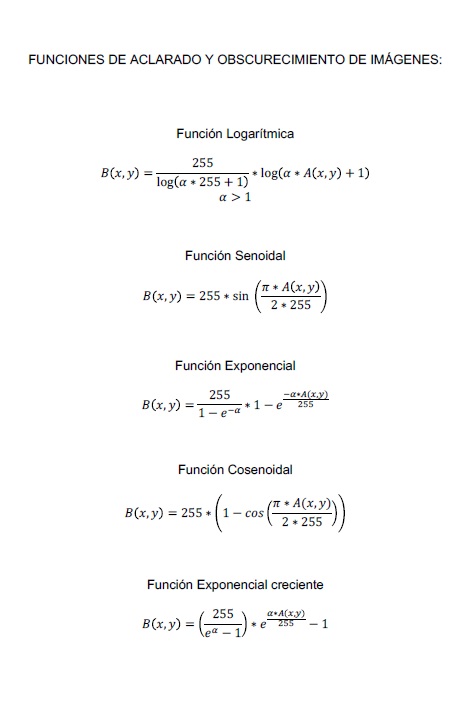 FUNCIONES DE ACLARADO Y OBSCURECIMIENTO DE IMÁGENES:
Función Logarítmica
B(x, y) = 255 / log(α * 255 + 1) * log(α * A(x, y) + 1)
α > 1
Función Senoidal
B(x, y) = 255 * sin (π * A(x, y) / 2 * 255)
Función Exponencial
B(x, y) = 255 / 1 − e^−α * 1 − e^(−α*A(x,y) / 255)
Función Cosenoidal
B(x, y) = 255 * (1 − cos (π * A(x, y) / 2 * 255))
Función Exponencial creciente
B(x, y) = (255 / e^α − 1) * e^(α*A(x,y) / 255) − 1